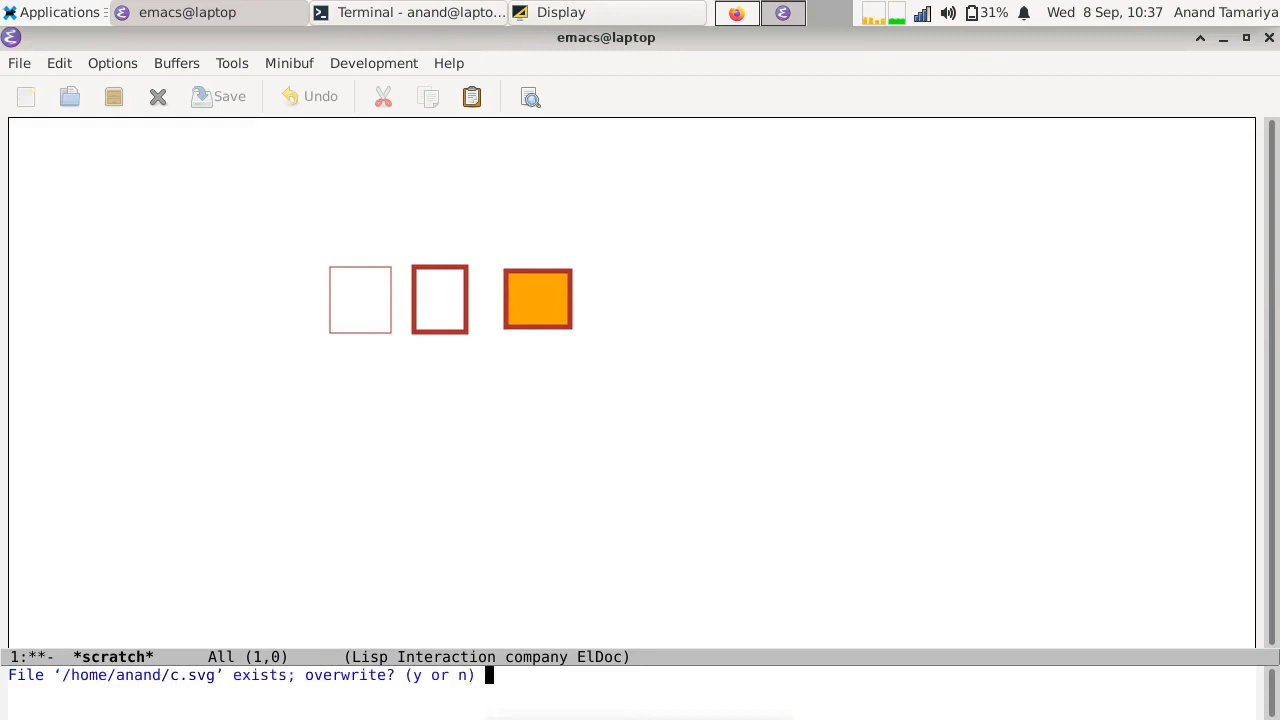 Applications emacs@laptop Terminal - anand@lapto... Display 31% Wed 8 Sep, 10:37 Anand Tamariya
emacs@laptop
File Edit Options Buffers Tools Minibuf Development Help
Save Undo
1:**- *scratch* All (1,0) (Lisp Interaction company ElDoc)
File ‘/home/anand/c.svg’ exists; overwrite? (y or n)